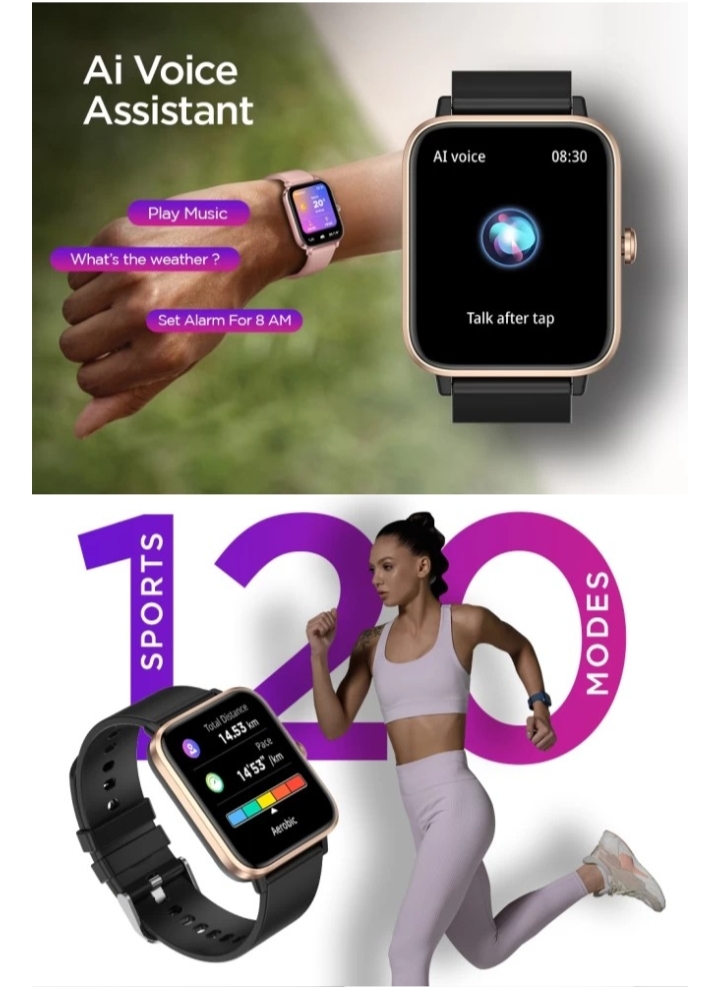 Ai Voice
Assistant
Play Music
What's the weather ?
Set Alarm For 8 AM
20°
AI voice 08:30
Talk after tap
120
SPORTS
MODES
Total Distance
14.53 km
Pace
14'53" /km
Aerobic